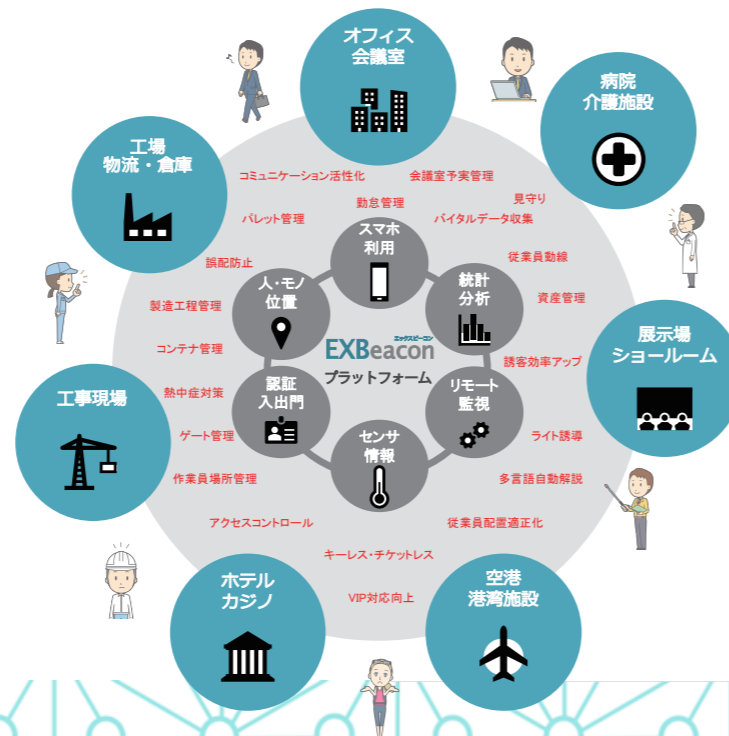 オフィス
会議室
病院
介護施設
工場
物流・倉庫
コミュニケーション活性化
会議室予実管理
見守り
勤怠管理
パレット管理
バイタルデータ収集
スマホ
利用
誤配防止
従業員動線
人・モノ
位置
統計
分析
製造工程管理
資産管理
エックスビーコン
EXBeacon
プラットフォーム
展示場
ショールーム
コンテナ管理
誘客効率アップ
工事現場
熱中症対策
認証
入出門
リモート
監視
センサ
情報
ゲート管理
ライト誘導
作業員場所管理
多言語自動解説
アクセスコントロール
従業員配置適正化
キーレス・チケットレス
ホテル
カジノ
VIP対応向上
空港
港湾施設